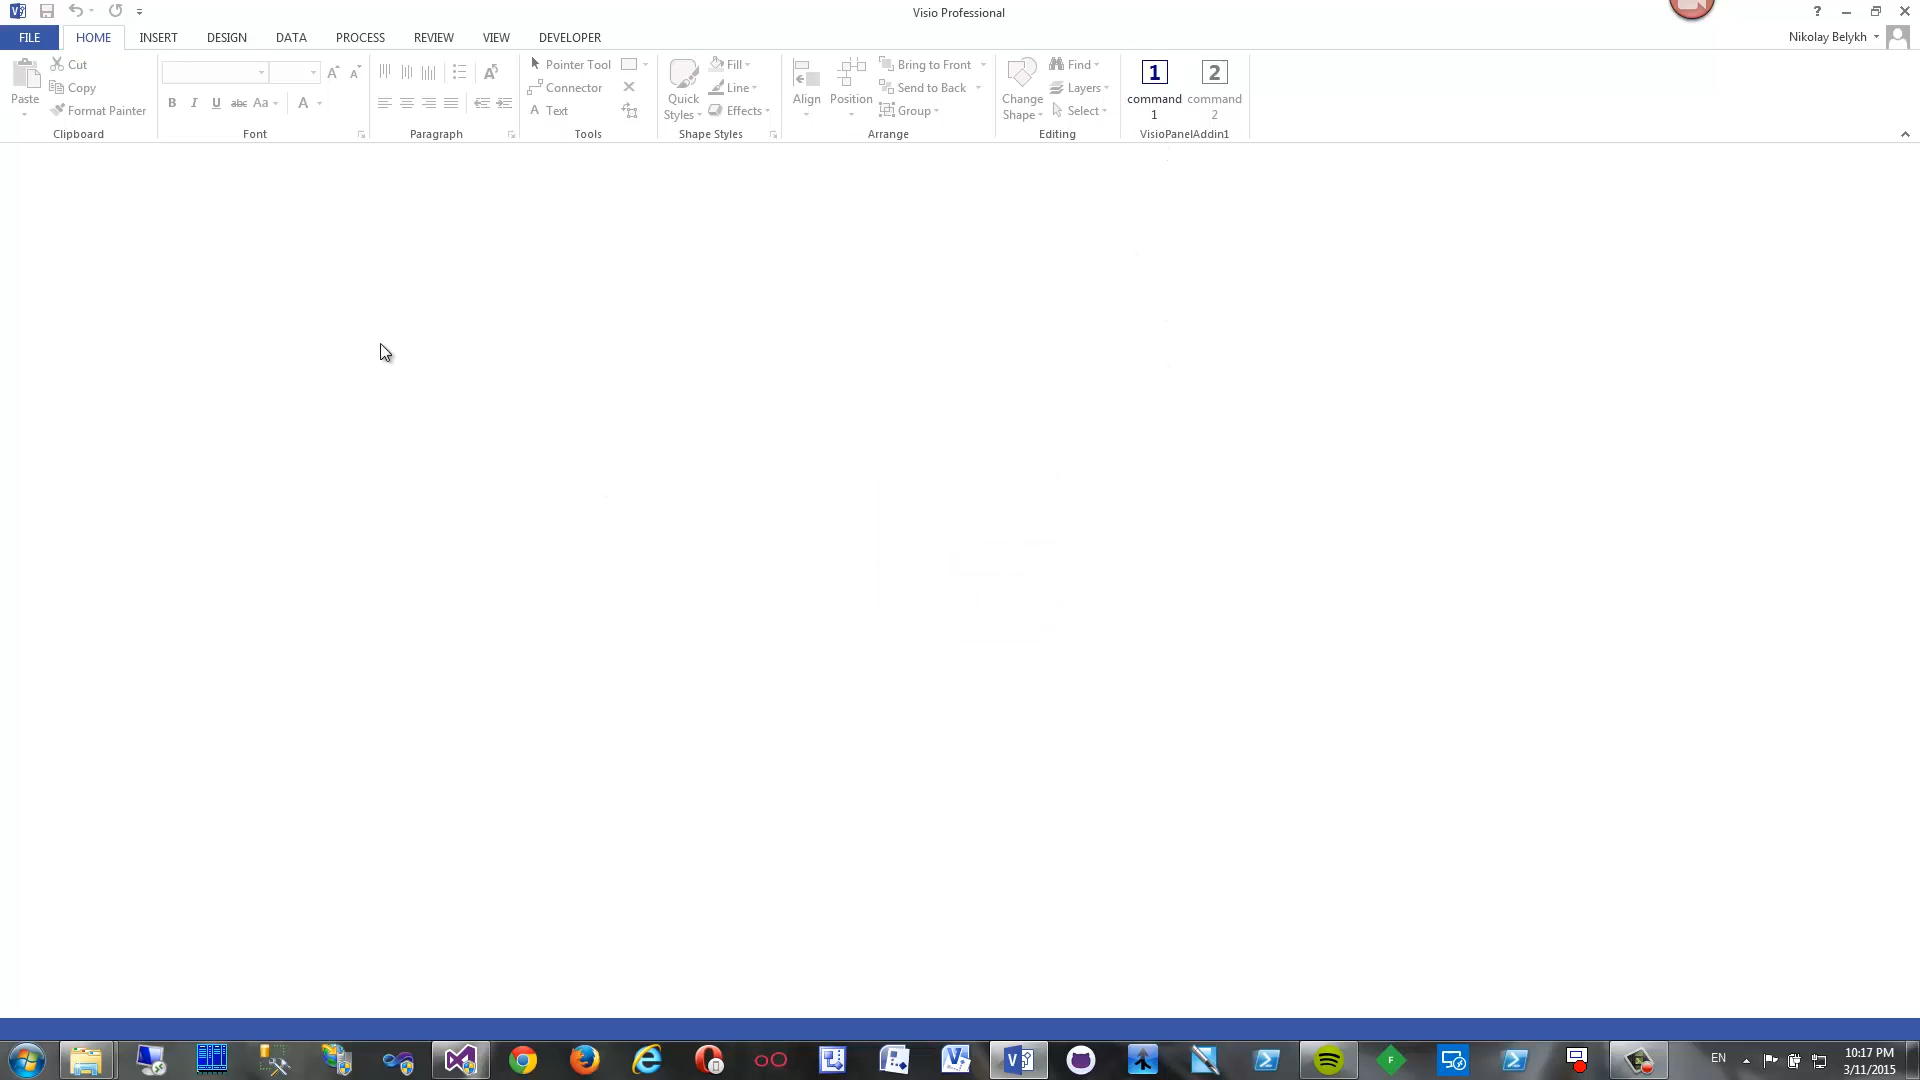 Visio Professional
?
FILE
HOME
INSERT
DESIGN
DATA
PROCESS
REVIEW
VIEW
DEVELOPER
Nikolay Belykh
Paste
Cut
Copy
Format Painter
Clipboard
B I U abc Aa A
Font
Paragraph
Pointer Tool
Connector
A Text
Tools
Quick
Styles
Fill
Line
Effects
Shape Styles
Align
Position
Bring to Front
Send to Back
Group
Arrange
Change
Shape
Find
Layers
Select
Editing
1
command
1
2
command
2
VisioPanelAddin1
EN
10:17 PM
3/11/2015